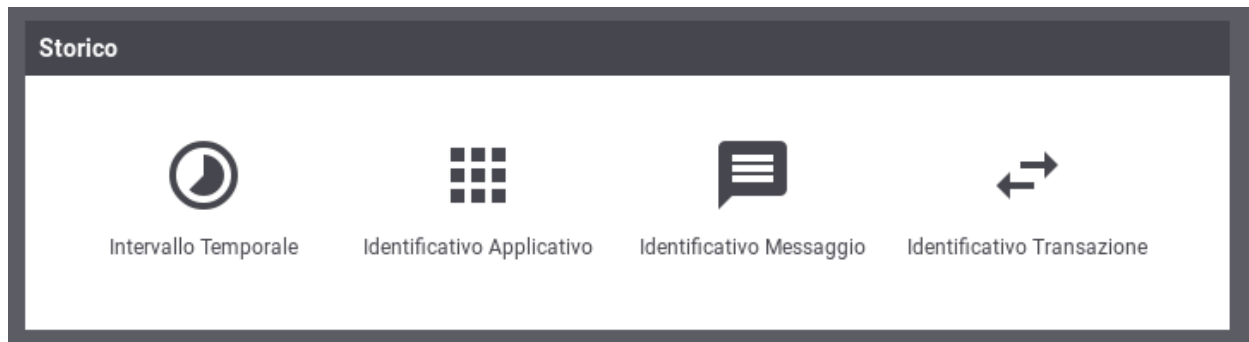 Storico
Intervallo Temporale
Identificativo Applicativo
Identificativo Messaggio
Identificativo Transazione